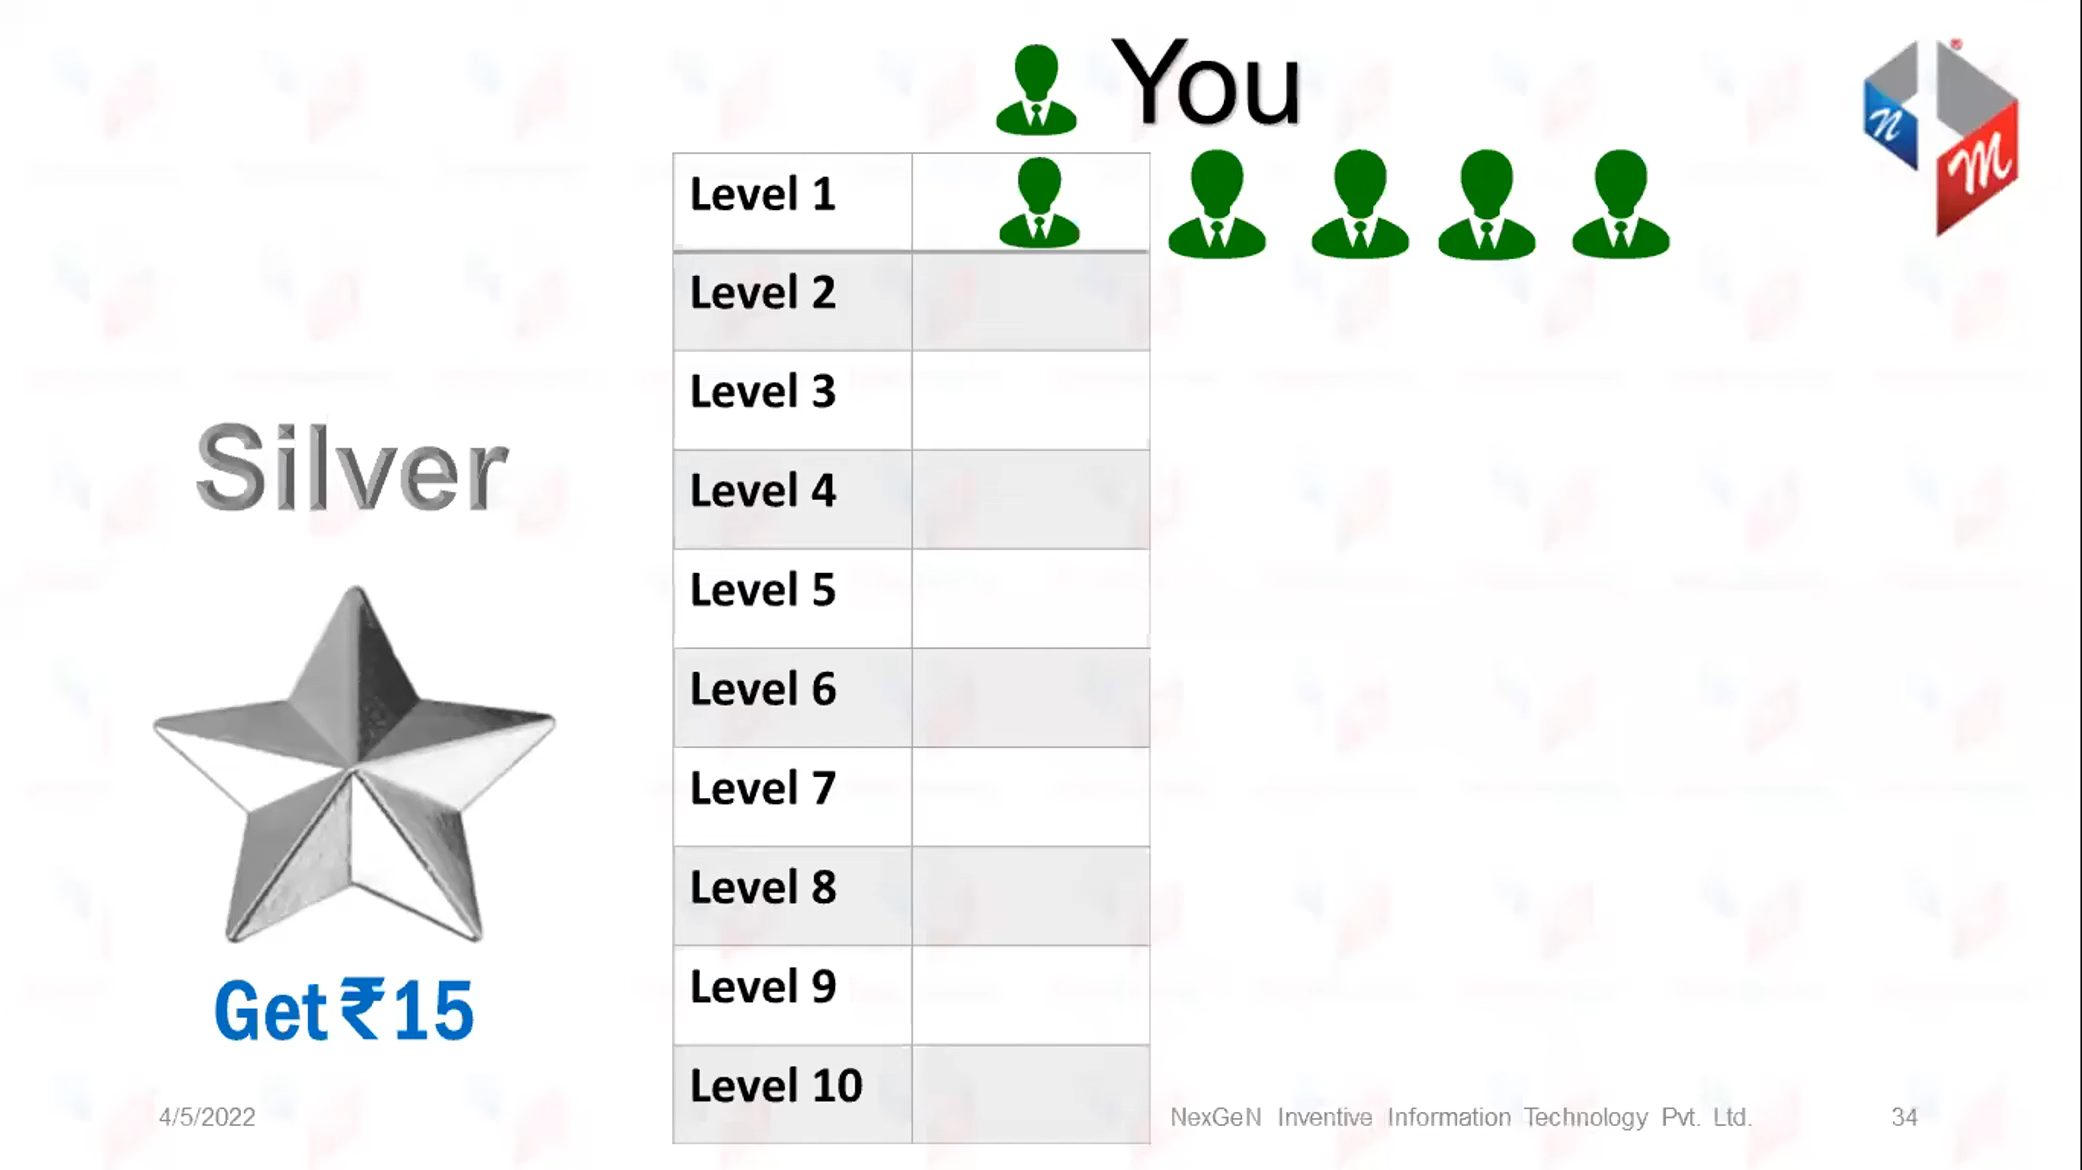 You
n
m
Level 1
Level 2
Level 3
Silver
Level 4
Level 5
Level 6
Level 7
Level 8
Level 9
Get ₹15
Level 10
4/5/2022
NexGeN Inventive Information Technology Pvt. Ltd.
34